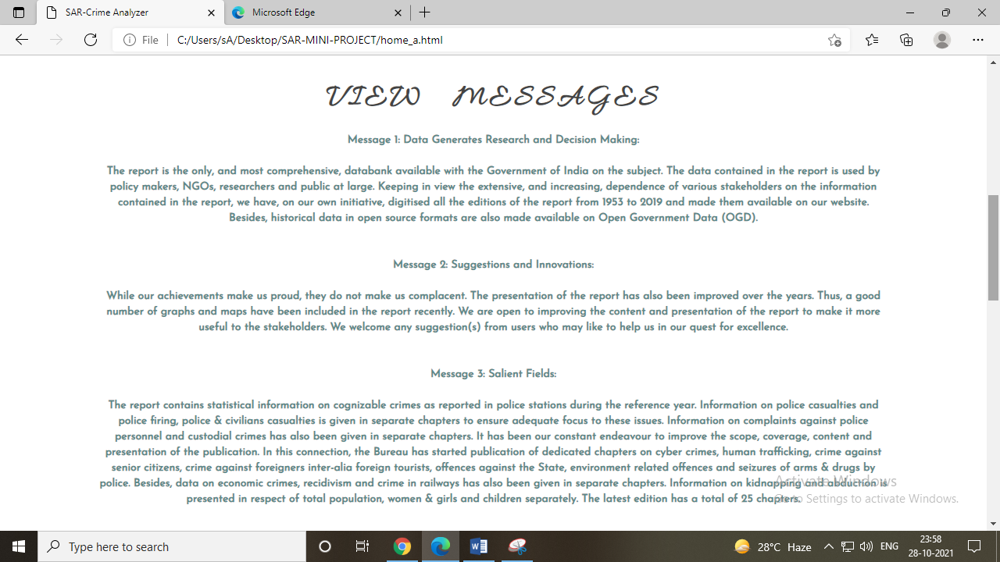 SAR-Crime Analyzer
Microsoft Edge
File
C:/Users/sA/Desktop/SAR-MINI-PROJECT/home_a.html
VIEW MESSAGES
Message 1: Data Generates Research and Decision Making:
The report is the only, and most comprehensive, databank available with the Government of India on the subject. The data contained in the report is used by
policy makers, NGOs, researchers and public at large. Keeping in view the extensive, and increasing, dependence of various stakeholders on the information
contained in the report, we have, on our own initiative, digitised all the editions of the report from 1953 to 2019 and made them available on our website.
Besides, historical data in open source formats are also made available on Open Government Data (OGD).
Message 2: Suggestions and Innovations:
While our achievements make us proud, they do not make us complacent. The presentation of the report has also been improved over the years. Thus, a good
number of graphs and maps have been included in the report recently. We are open to improving the content and presentation of the report to make it more
useful to the stakeholders. We welcome any suggestion(s) from users who may like to help us in our quest for excellence.
Message 3: Salient Fields:
The report contains statistical information on cognizable crimes as reported in police stations during the reference year. Information on police casualties and
police firing, police & civilians casualties is given in separate chapters to ensure adequate focus to these issues. Information on complaints against police
personnel and custodial crimes has also been given in separate chapters. It has been our constant endeavour to improve the scope, coverage, content and
presentation of the publication. In this connection, the Bureau has started publication of dedicated chapters on cyber crimes, human trafficking, crime against
senior citizens, crime against foreigners inter-alia foreign tourists, offences against the State, environment related offences and seizures of arms & drugs by
police. Besides, data on economic crimes, recidivism and crime in railways has also been given in separate chapters. Information on kidnapping and abduction is
presented in respect of total population, women & girls and children separately. The latest edition has a total of 25 chapters.
Activate Windows
Go to Settings to activate Windows.
Type here to search
28°C Haze
ENG
23:58
28-10-2021